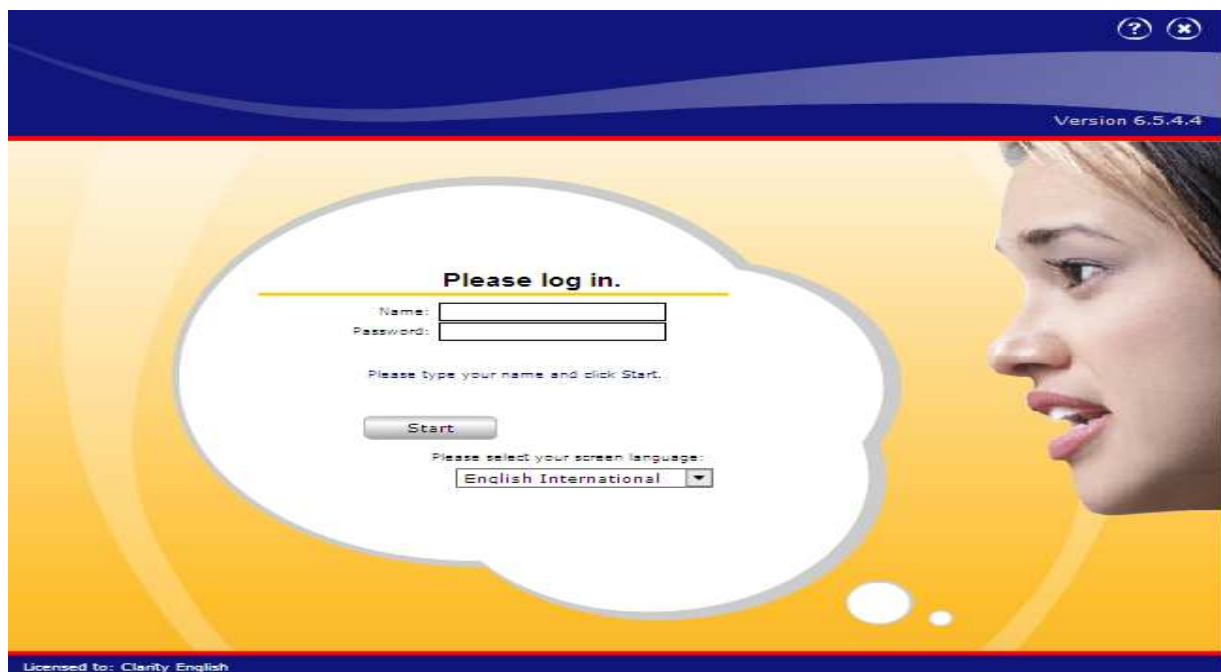 Version 6.5.4.4
Please log in.
Name:
Password:
Please type your name and click Start.
Start
Please select your screen language:
English International
Licensed to: Clarity English